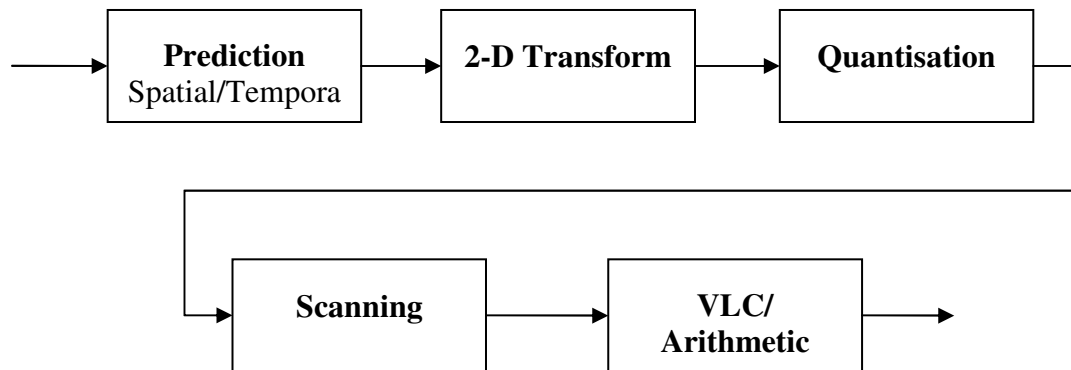 Prediction
Spatial/Tempora
2-D Transform
Quantisation
Scanning
VLC/
Arithmetic